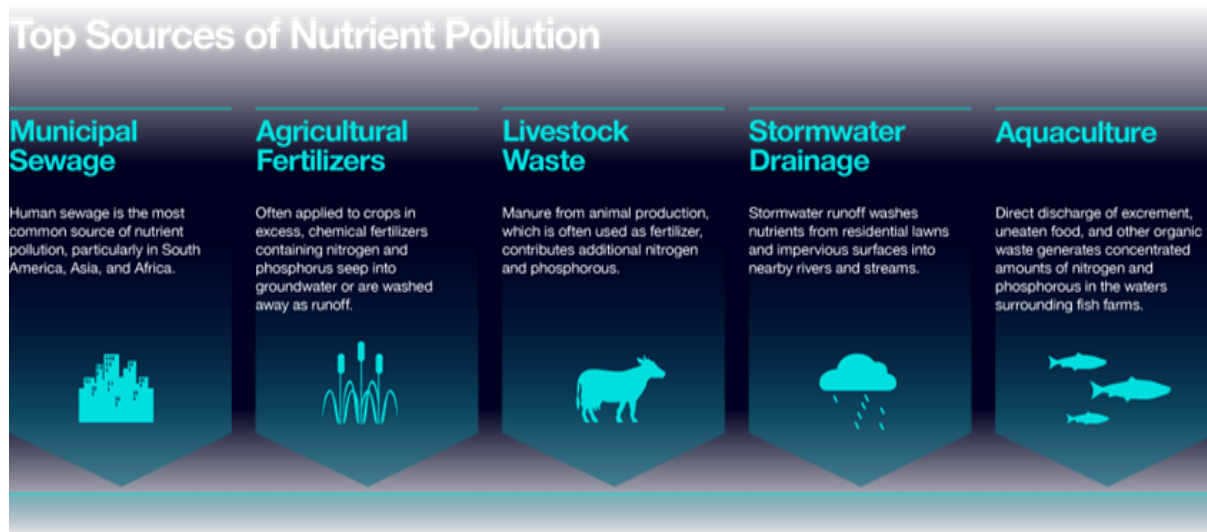 Top Sources of Nutrient Pollution
Municipal
Sewage
Human sewage is the most
common source of nutrient
pollution, particularly in South
America, Asia, and Africa.
Agricultural
Fertilizers
Often applied to crops in
excess, chemical fertilizers
containing nitrogen and
phosphorus seep into
groundwater or are washed
away as runoff.
Livestock
Waste
Manure from animal production,
which is often used as fertilizer,
contributes additional nitrogen
and phosphorous.
Stormwater
Drainage
Stormwater runoff washes
nutrients from residential lawns
and impervious surfaces into
nearby rivers and streams.
Aquaculture
Direct discharge of excrement,
uneaten food, and other organic
waste generates concentrated
amounts of nitrogen and
phosphorous in the waters
surrounding fish farms.